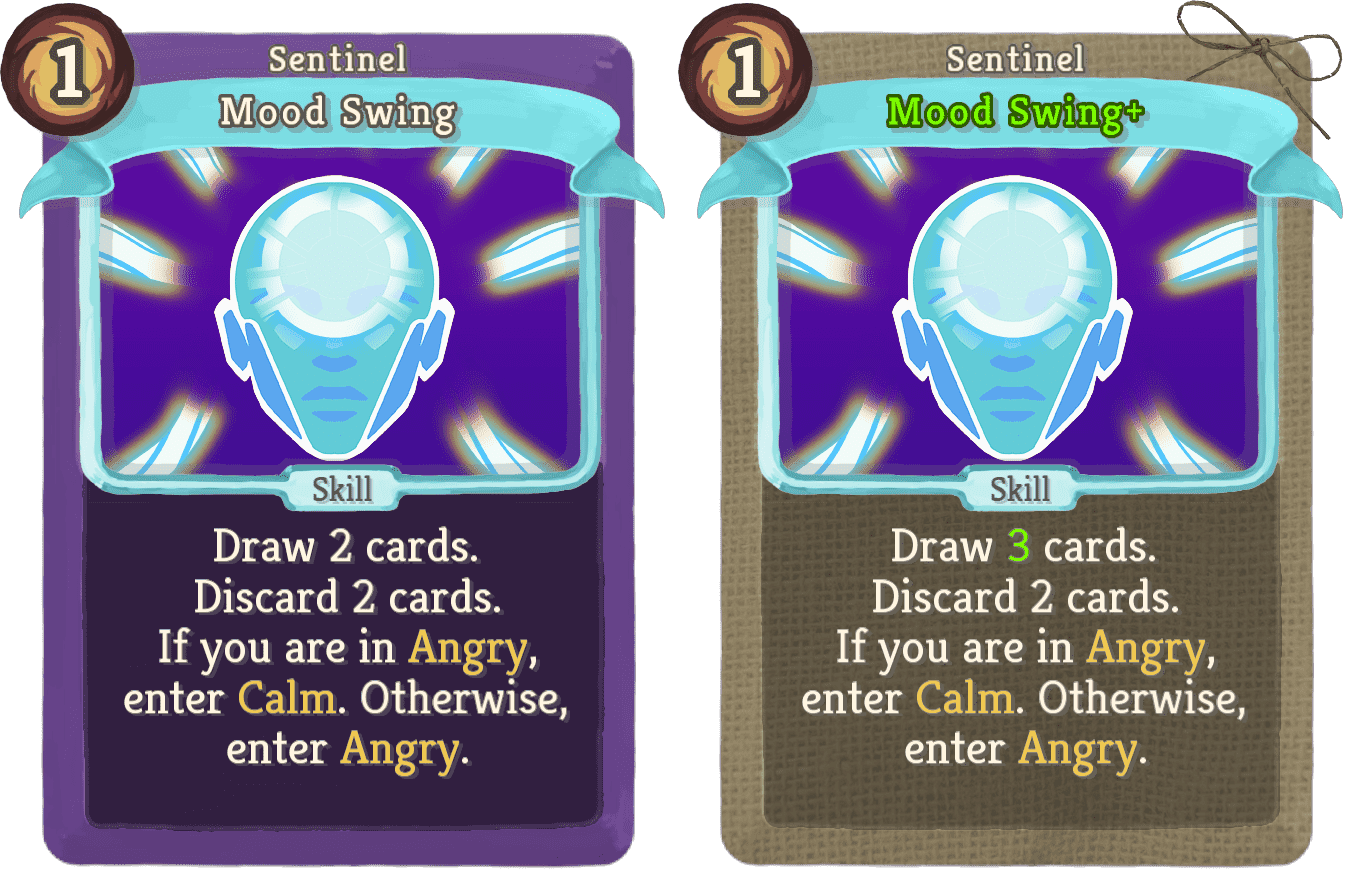 1
Sentinel
Mood Swing
Skill
Draw 2 cards.
Discard 2 cards.
If you are in Angry,
enter Calm. Otherwise,
enter Angry.
1
Sentinel
Mood Swing+
Skill
Draw 3 cards.
Discard 2 cards.
If you are in Angry,
enter Calm. Otherwise,
enter Angry.